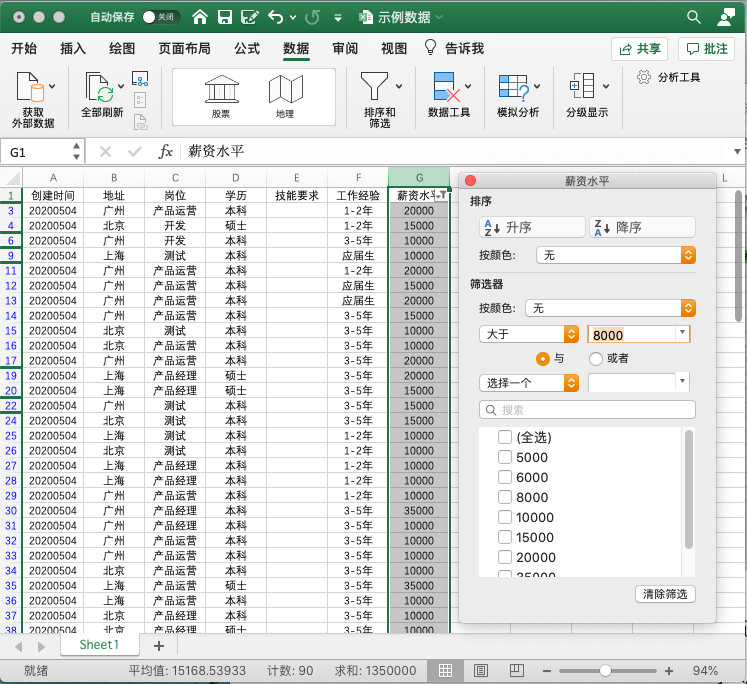 自动保存 关闭 示例数据
开始 插入 绘图 页面布局 公式 数据 审阅 视图 告诉我 共享 批注
获取
外部数据
全部刷新
股票
地理
排序和
筛选
数据工具
模拟分析
分级显示
分析工具
G1 fx 薪资水平
A B C D E F G L
1 创建时间 地址 岗位 学历 技能要求 工作经验 薪资水平
3 20200504 广州 产品运营 本科 1-2年 20000
4 20200504 北京 开发 硕士 1-2年 15000
6 20200504 广州 开发 本科 3-5年 10000
9 20200504 上海 测试 本科 应届生 10000
11 20200504 广州 产品运营 本科 1-2年 20000
12 20200504 广州 产品运营 本科 应届生 15000
13 20200504 广州 产品运营 本科 应届生 20000
14 20200504 广州 产品运营 本科 3-5年 15000
15 20200504 北京 测试 本科 3-5年 10000
16 20200504 北京 产品运营 本科 3-5年 10000
17 20200504 广州 产品运营 本科 3-5年 20000
19 20200504 上海 产品经理 硕士 3-5年 20000
20 20200504 上海 产品经理 硕士 3-5年 15000
22 20200504 广州 测试 本科 3-5年 15000
24 20200504 北京 测试 本科 3-5年 15000
25 20200504 上海 测试 本科 1-2年 10000
26 20200504 北京 测试 本科 1-2年 10000
27 20200504 上海 产品经理 本科 1-2年 10000
28 20200504 上海 产品经理 本科 1-2年 10000
29 20200504 广州 产品运营 本科 1-2年 10000
30 20200504 广州 产品经理 本科 3-5年 35000
31 20200504 广州 产品经理 本科 3-5年 10000
32 20200504 广州 产品运营 本科 3-5年 10000
33 20200504 广州 产品运营 本科 3-5年 10000
34 20200504 北京 产品运营 本科 3-5年 10000
35 20200504 上海 产品运营 硕士 3-5年 35000
36 20200504 上海 产品运营 本科 3-5年 10000
37 20200504 北京 产品经理 本科 3-5年 10000
38 20200504 北京 产品经理 硕士 3-5年 10000
薪资水平
排序
A Z 升序 Z A 降序
按颜色: 无
筛选器
按颜色: 无
大于 8000
与 或者
选择一个
搜索
(全选)
5000
6000
8000
10000
15000
20000
35000
清除筛选
Sheet1 +
就绪 平均值: 15168.53933 计数: 90 求和: 1350000 94%